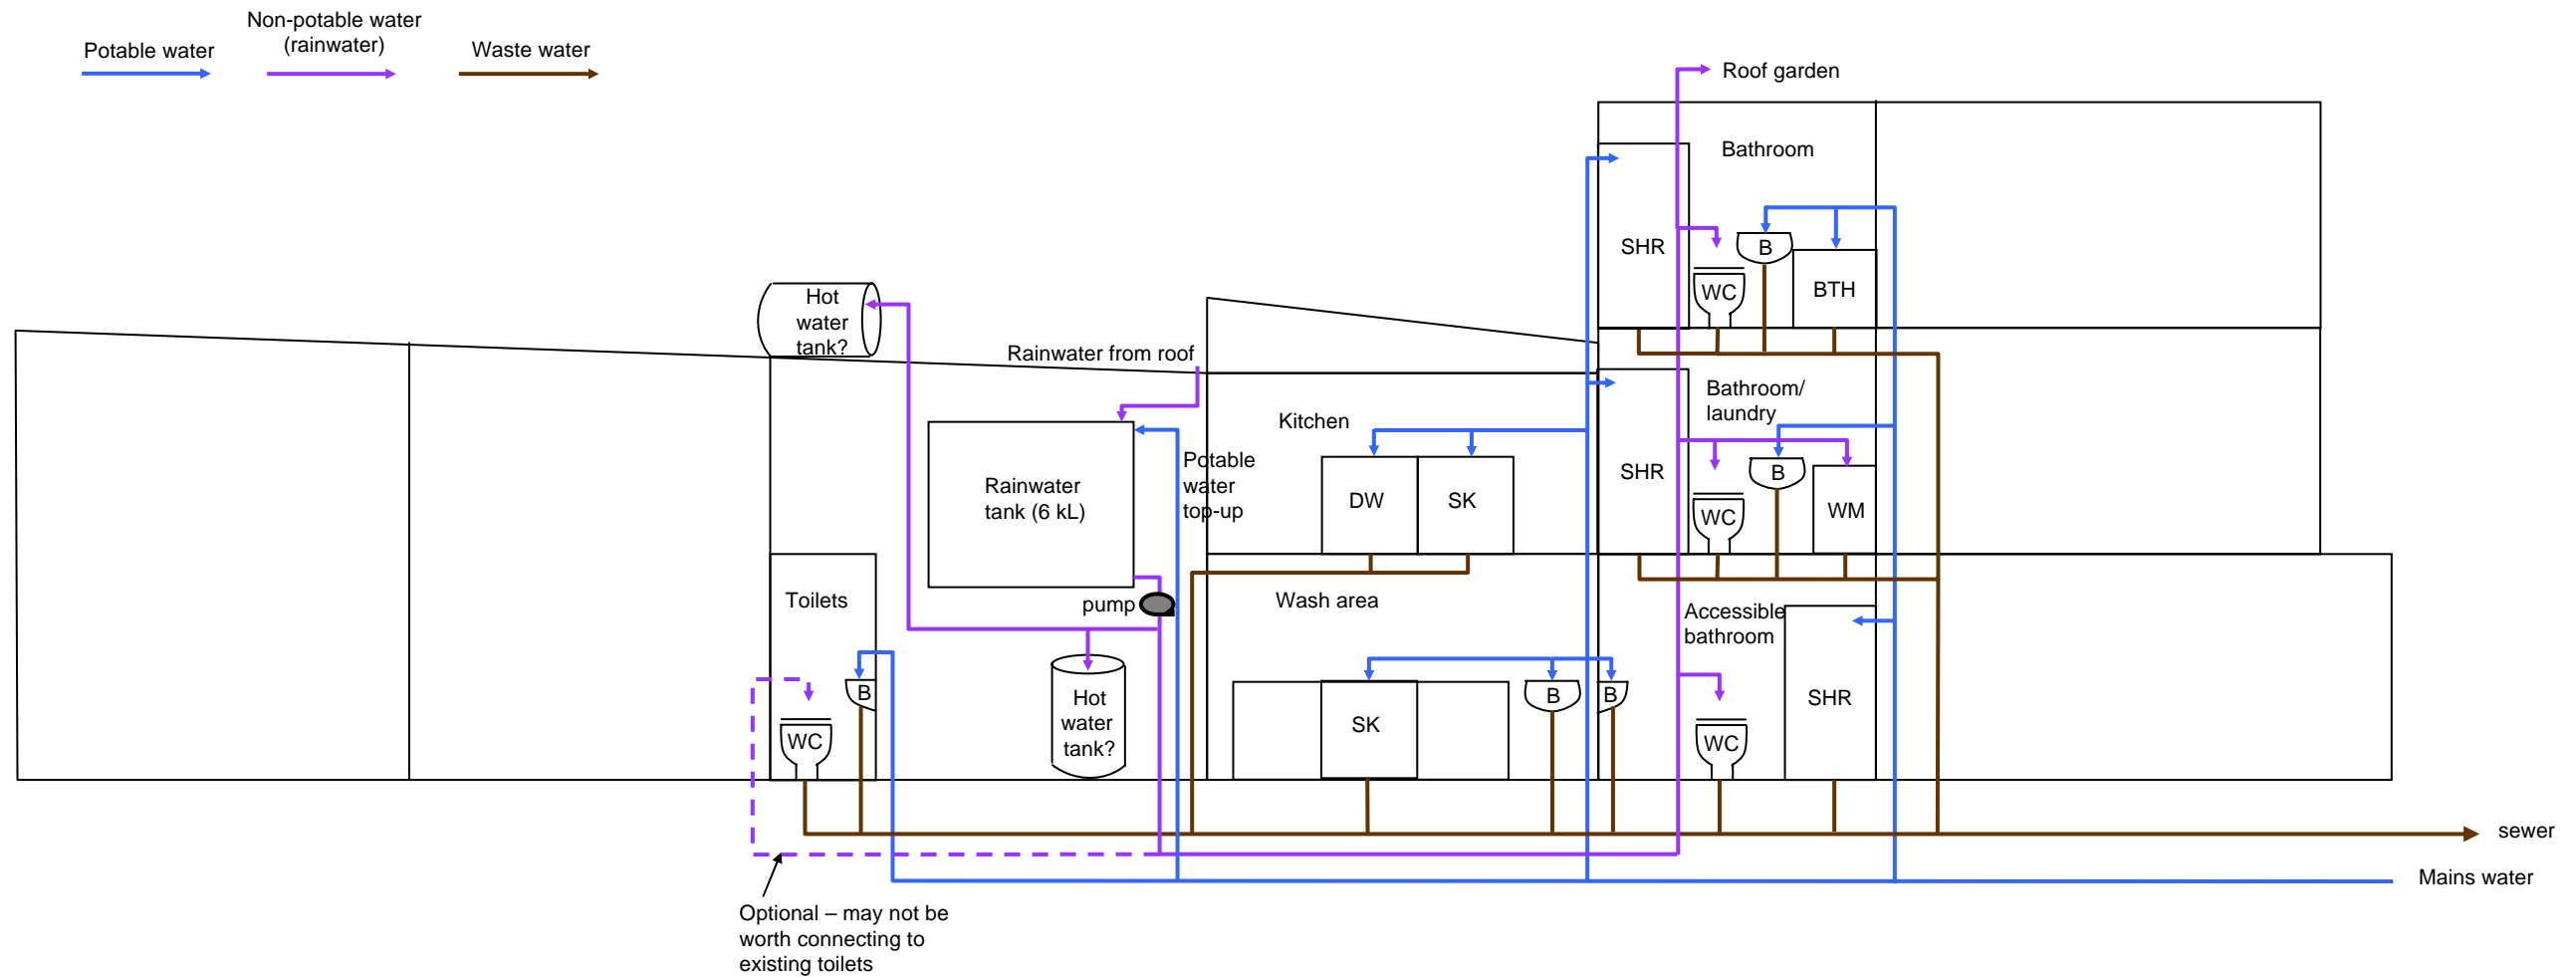 Potable water
Non-potable water
(rainwater)
Waste water
Roof garden
Bathroom
SHR
WC
B
BTH
Hot
water
tank?
Rainwater from roof
Rainwater
tank (6 kL)
Potable
water
top-up
pump
Kitchen
DW
SK
Bathroom/
laundry
SHR
WC
B
WM
Toilets
WC
B
Hot
water
tank?
Wash area
SK
B
B
Accessible
bathroom
WC
SHR
sewer
Mains water
Optional – may not be
worth connecting to
existing toilets